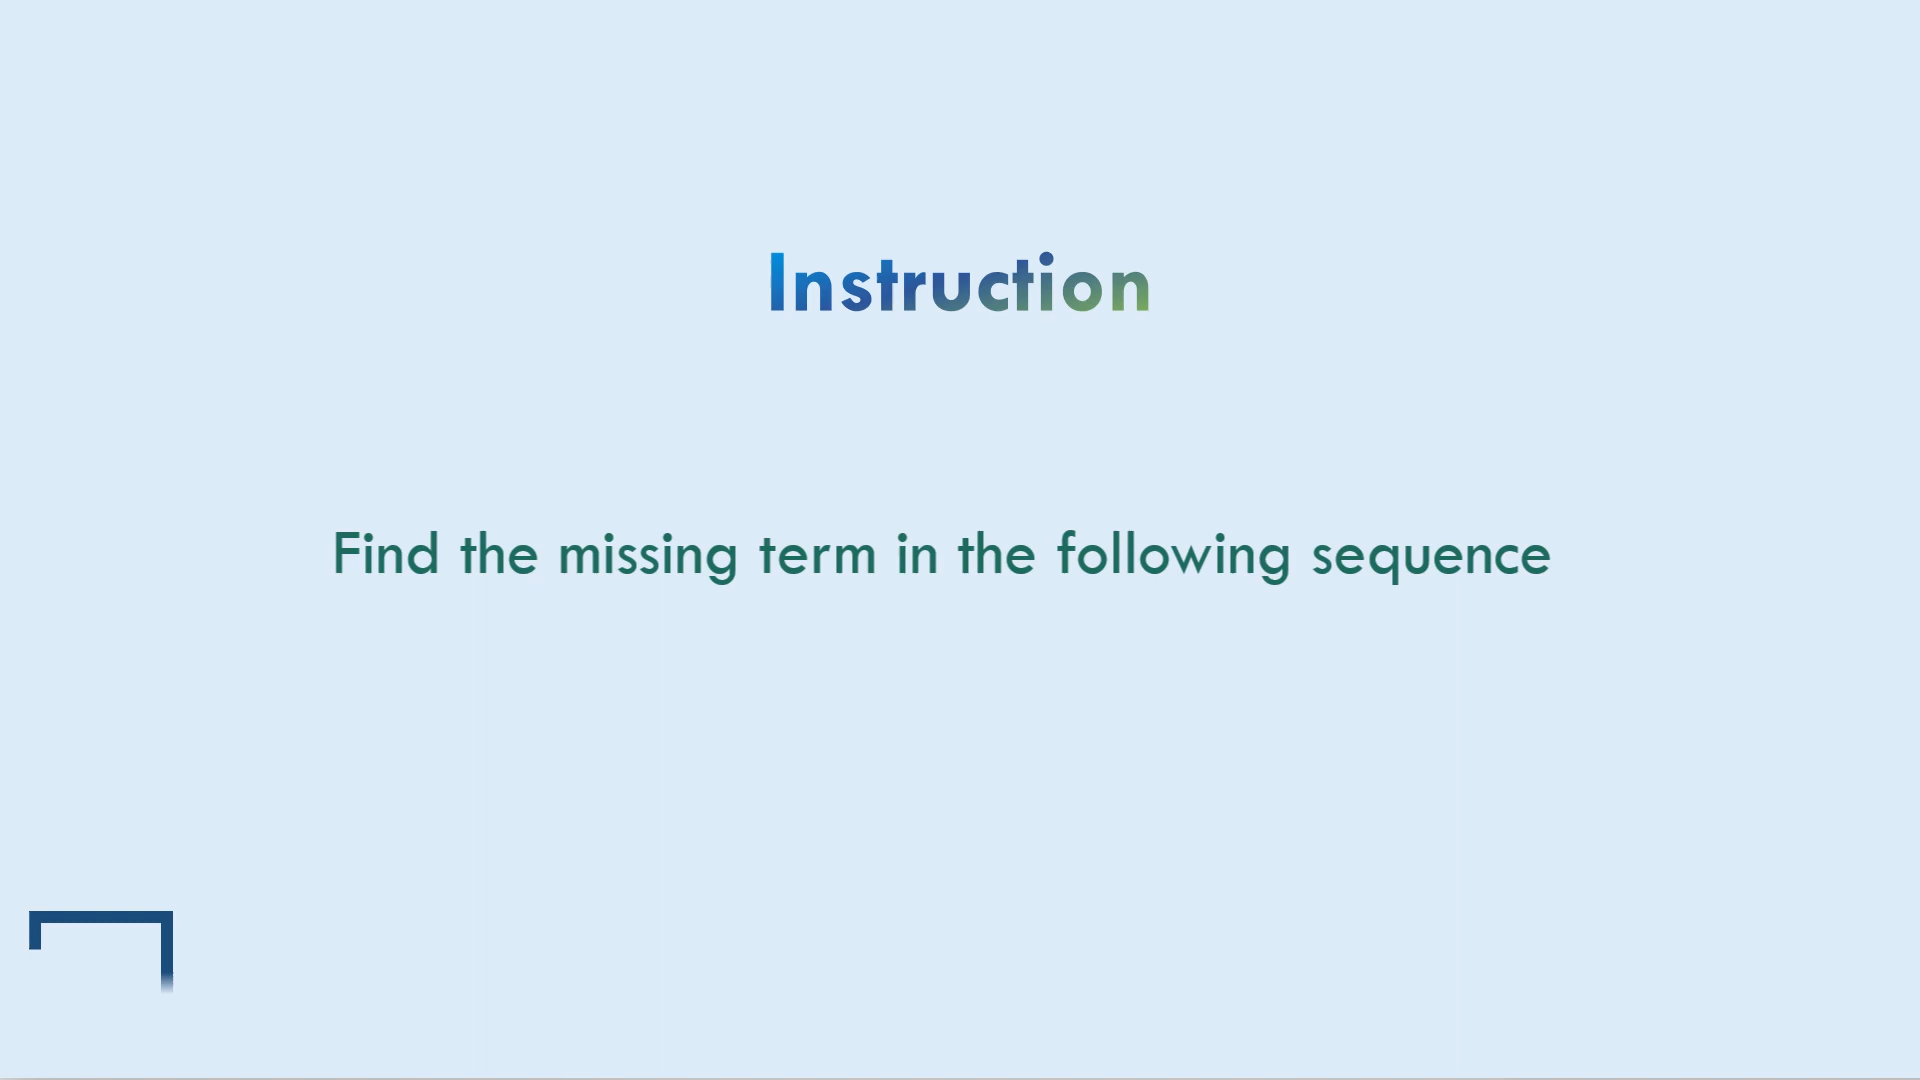 Instruction
Find the missing term in the following sequence